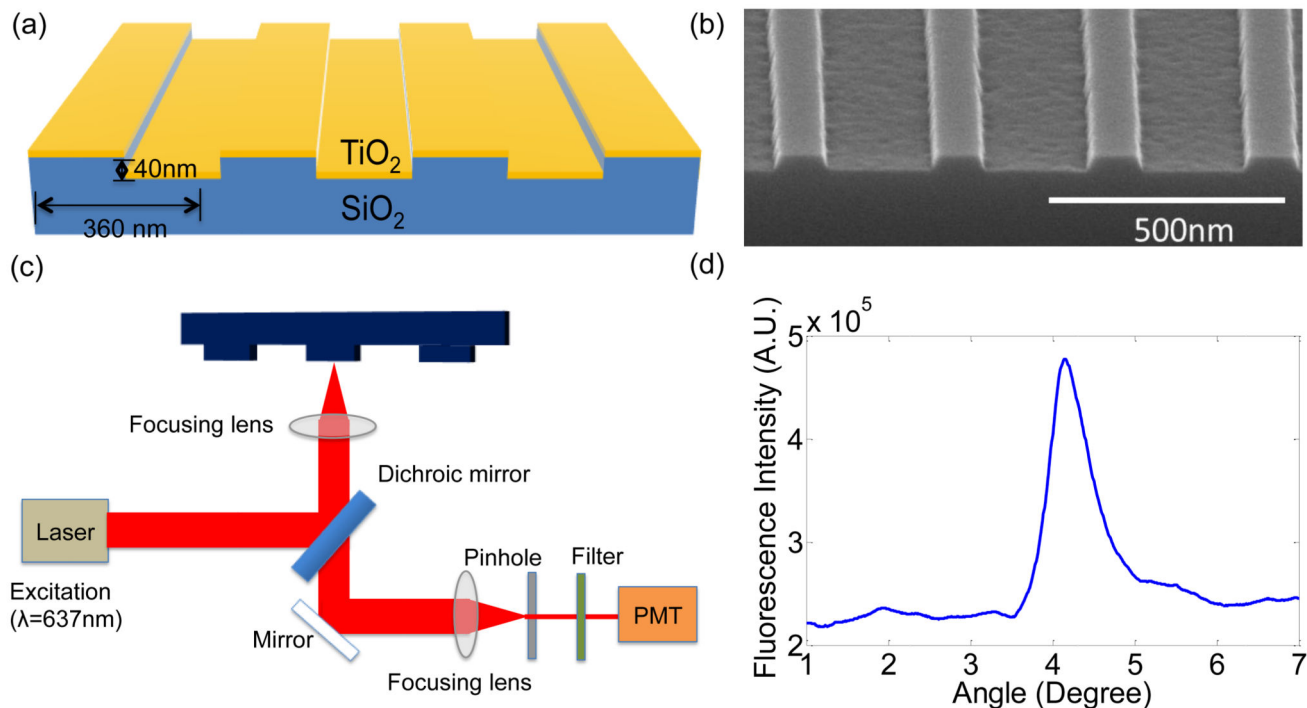 (a)
TiO2
40nm
SiO2
360 nm
(b)
500nm
(c)
Focusing lens
Dichroic mirror
Laser
Excitation
(λ=637nm)
Mirror
Pinhole
Filter
PMT
Focusing lens
(d)
Fluorescence Intensity (A.U.)
x 10^5
5
4
3
2
1 2 3 4 5 6 7
Angle (Degree)